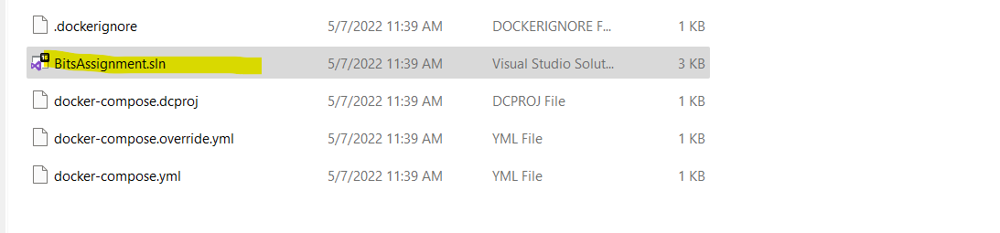 .dockerignore 5/7/2022 11:39 AM DOCKERIGNORE F... 1 KB
16
BitsAssignment.sln 5/7/2022 11:39 AM Visual Studio Solut... 3 KB
docker-compose.dcproj 5/7/2022 11:39 AM DCPROJ File 1 KB
docker-compose.override.yml 5/7/2022 11:39 AM YML File 1 KB
docker-compose.yml 5/7/2022 11:39 AM YML File 1 KB